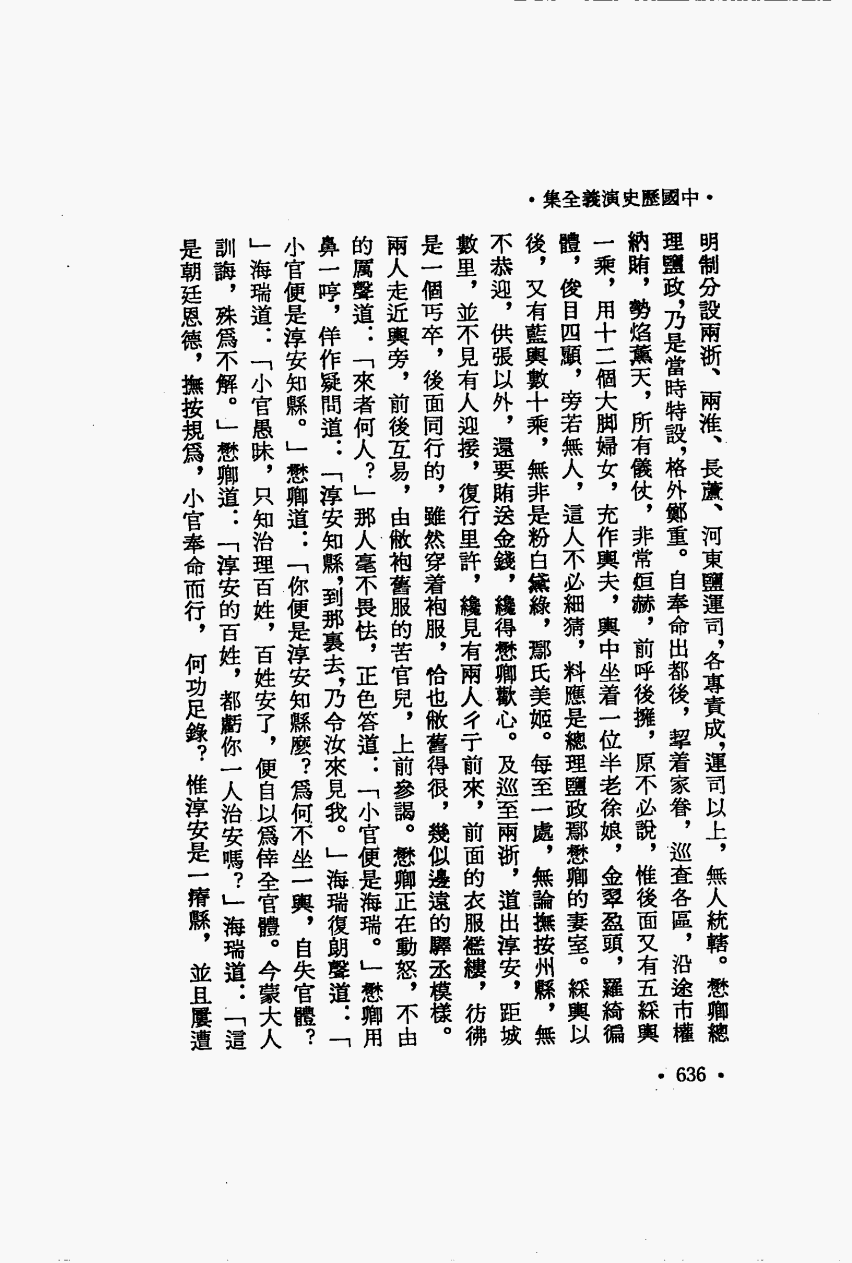 ·中國歷史演義全集·
明制分設兩浙、兩淮、長蘆、河東鹽運司，各專責成，運司以上，無人統轄。懋卿總
理鹽政，乃是當時特設，格外鄭重。自奉命出都後，挈着家眷，巡查各區，沿途市權
納賄，勢焰薰天，所有儀仗，非常烜赫，前呼後擁，原不必說，惟後面又有五綵輿
一乘，用十二個大脚婦女，充作輿夫，輿中坐着一位半老徐娘，金翠盈頭，羅綺徧
體，俊目四顧，旁若無人，這人不必細猜，料應是總理鹽政鄢懋卿的妻室。綵輿以
後，又有藍輿數十乘，無非是粉白黛綠，鄢氏美姬。每至一處，無論撫按州縣，無
不恭迎，供張以外，還要賄送金錢，纔得懋卿歡心。及巡至兩浙，道出淳安，距城
數里，並不見有人迎接，復行里許，纔見有兩人彳亍前來，前面的衣服襤縷，彷彿
是一個丐卒，後面同行的，雖然穿着袍服，恰也敝舊得很，幾似邊遠的驛丞模樣。
兩人走近輿旁，前後互易，由敝袍舊服的苦官兒，上前參謁。懋卿正在動怒，不由
的厲聲道：「來者何人？」那人毫不畏怯，正色答道：「小官便是海瑞。」懋卿用
鼻一哼，佯作疑問道：「淳安知縣，到那裏去，乃令汝來見我。」海瑞復朗聲道：「
小官便是淳安知縣。」懋卿道：「你便是淳安知縣麼？爲何不坐一輿，自失官體？
」海瑞道：「小官愚昧，只知治理百姓，百姓安了，便自以爲倖全官體。今蒙大人
訓誨，殊爲不解。」懋卿道：「淳安的百姓，都虧你一人治安嗎？」海瑞道：「這
是朝廷恩德，撫按規爲，小官奉命而行，何功足錄？惟淳安是一瘠縣，並且屢遭
·636·